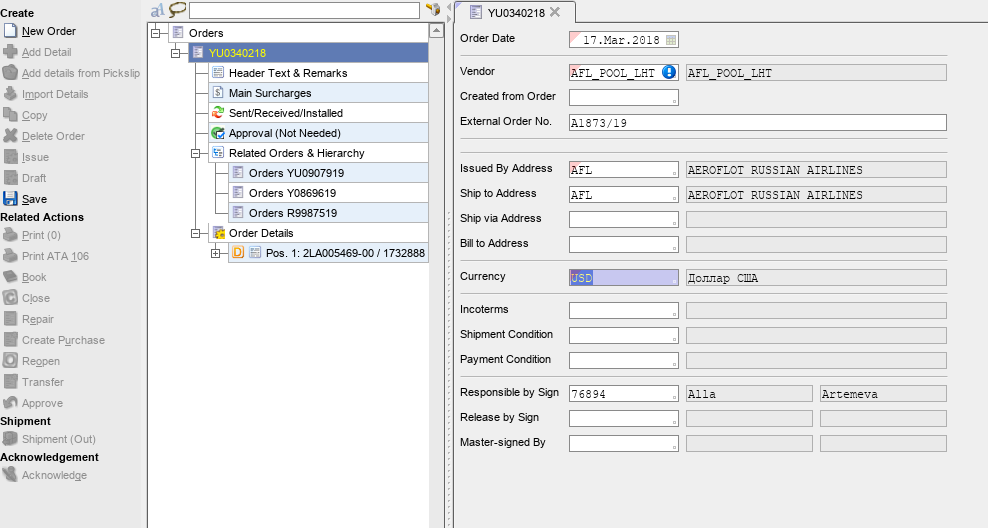 Create
New Order
Add Detail
Add details from Pickslip
Import Details
Copy
Delete Order
Issue
Draft
Save
Related Actions
Print (0)
Print ATA 106
Book
Close
Repair
Create Purchase
Reopen
Transfer
Approve
Shipment
Shipment (Out)
Acknowledgement
Acknowledge
aI
Orders
YU0340218
Header Text & Remarks
Main Surcharges
Sent/Received/Installed
Approval (Not Needed)
Related Orders & Hierarchy
Orders YU0907919
Orders Y0869619
Orders R9987519
Order Details
D Pos. 1: 2LA005469-00 / 1732888
YU0340218
Order Date 17.Mar.2018
Vendor AFL_POOL_LHT AFL_POOL_LHT
Created from Order
External Order No. A1873/19
Issued By Address AFL AEROFLOT RUSSIAN AIRLINES
Ship to Address AFL AEROFLOT RUSSIAN AIRLINES
Ship via Address
Bill to Address
Currency USD Доллар США
Incoterms
Shipment Condition
Payment Condition
Responsible by Sign 76894 Alla Artemeva
Release by Sign
Master-signed By